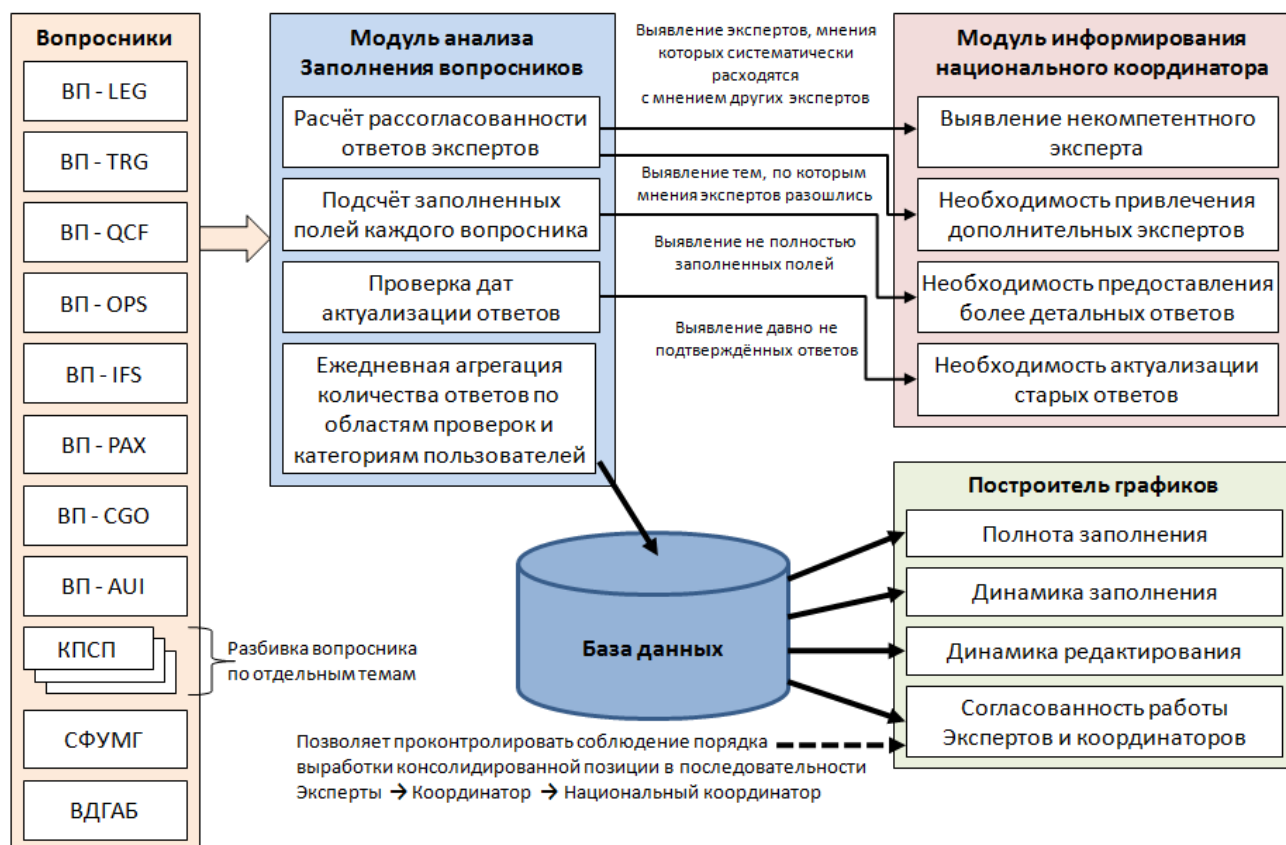 Вопросники
ВП - LEG
ВП - TRG
ВП - QCF
ВП - OPS
ВП - IFS
ВП - PAX
ВП - CGO
ВП - AUI
КПСП
СФУМГ
ВДГАБ
Разбивка вопросника
по отдельным темам
Модуль анализа
Заполнения вопросников
Расчёт рассогласованности
ответов экспертов
Подсчёт заполненных
полей каждого вопросника
Проверка дат
актуализации ответов
Ежедневная агрегация
количества ответов по
областям проверок и
категориям пользователей
Выявление экспертов, мнения
которых систематически
расходятся
с мнением других экспертов
Выявление тем, по которым
мнения экспертов разошлись
Выявление не полностью
заполненных полей
Выявление давно не
подтверждённых ответов
Модуль информирования
национального координатора
Выявление некомпетентного
эксперта
Необходимость привлечения
дополнительных экспертов
Необходимость предоставления
более детальных ответов
Необходимость актуализации
старых ответов
База данных
Построитель графиков
Полнота заполнения
Динамика заполнения
Динамика редактирования
Согласованность работы
Экспертов и координаторов
Позволяет проконтролировать соблюдение порядка
выработки консолидированной позиции в последовательности
Эксперты → Координатор → Национальный координатор